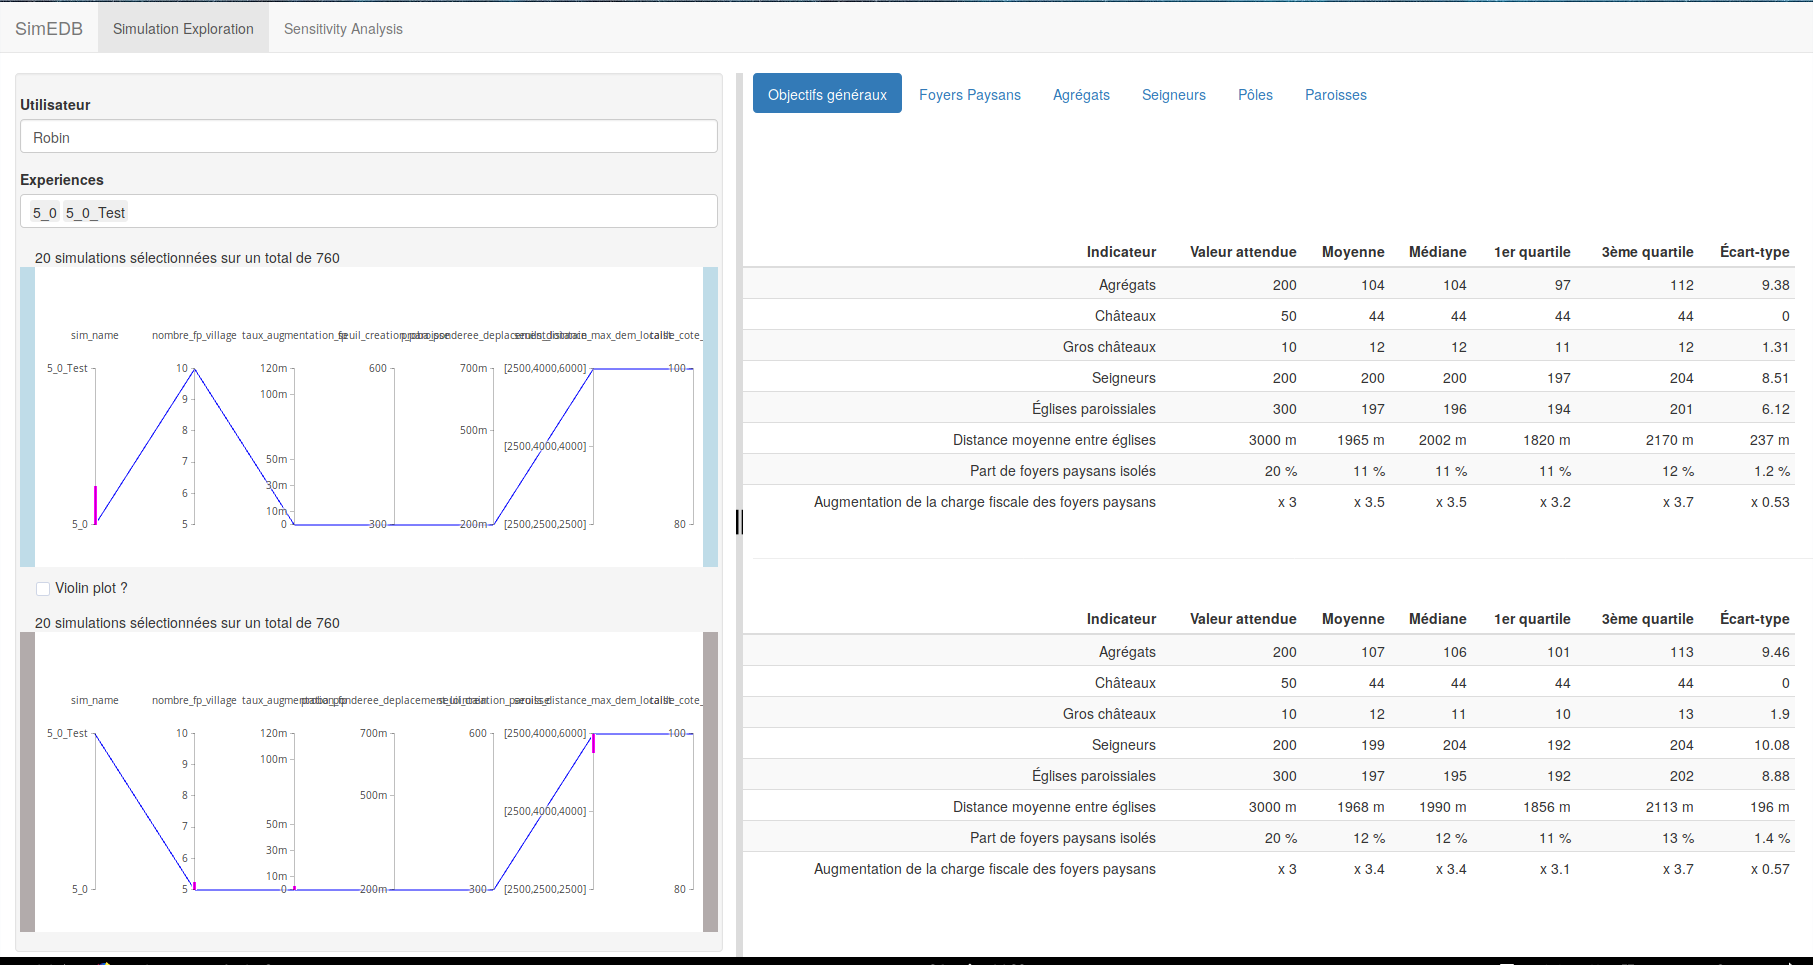 SimEDB Simulation Exploration Sensitivity Analysis
Utilisateur
Robin
Experiences
5_0 5_0_Test
20 simulations sélectionnées sur un total de 760
sim_name nombre_fp_village taux_augmentation_fp seuil_creation_paroisse proba_ponderee_deplacement_lointain seuils_distance_max_dem_local taille_cote_
5_0_Test 10 120m 600 700m [2500,4000,6000] 100
9 100m
8 500m
[2500,4000,4000]
7 50m
6 30m
10m
5_0 5 0 300 200m [2500,2500,2500] 80
Violin plot ?
20 simulations sélectionnées sur un total de 760
sim_name nombre_fp_village taux_augmentation_fp proba_ponderee_deplacement_lointain seuil_creation_paroisse seuils_distance_max_dem_local taille_cote_
5_0_Test 10 120m 700m 600 [2500,4000,6000] 100
9 100m
8 500m
[2500,4000,4000]
7 50m
6 30m
10m
5_0 5 0 200m 300 [2500,2500,2500] 80
Objectifs généraux Foyers Paysans Agrégats Seigneurs Pôles Paroisses
Indicateur Valeur attendue Moyenne Médiane 1er quartile 3ème quartile Écart-type
Agrégats 200 104 104 97 112 9.38
Châteaux 50 44 44 44 44 0
Gros châteaux 10 12 12 11 12 1.31
Seigneurs 200 200 200 197 204 8.51
Églises paroissiales 300 197 196 194 201 6.12
Distance moyenne entre églises 3000 m 1965 m 2002 m 1820 m 2170 m 237 m
Part de foyers paysans isolés 20 % 11 % 11 % 11 % 12 % 1.2 %
Augmentation de la charge fiscale des foyers paysans x 3 x 3.5 x 3.5 x 3.2 x 3.7 x 0.53
Indicateur Valeur attendue Moyenne Médiane 1er quartile 3ème quartile Écart-type
Agrégats 200 107 106 101 113 9.46
Châteaux 50 44 44 44 44 0
Gros châteaux 10 12 11 10 13 1.9
Seigneurs 200 199 204 192 204 10.08
Églises paroissiales 300 197 195 192 202 8.88
Distance moyenne entre églises 3000 m 1968 m 1990 m 1856 m 2113 m 196 m
Part de foyers paysans isolés 20 % 12 % 12 % 11 % 13 % 1.4 %
Augmentation de la charge fiscale des foyers paysans x 3 x 3.4 x 3.4 x 3.1 x 3.7 x 0.57